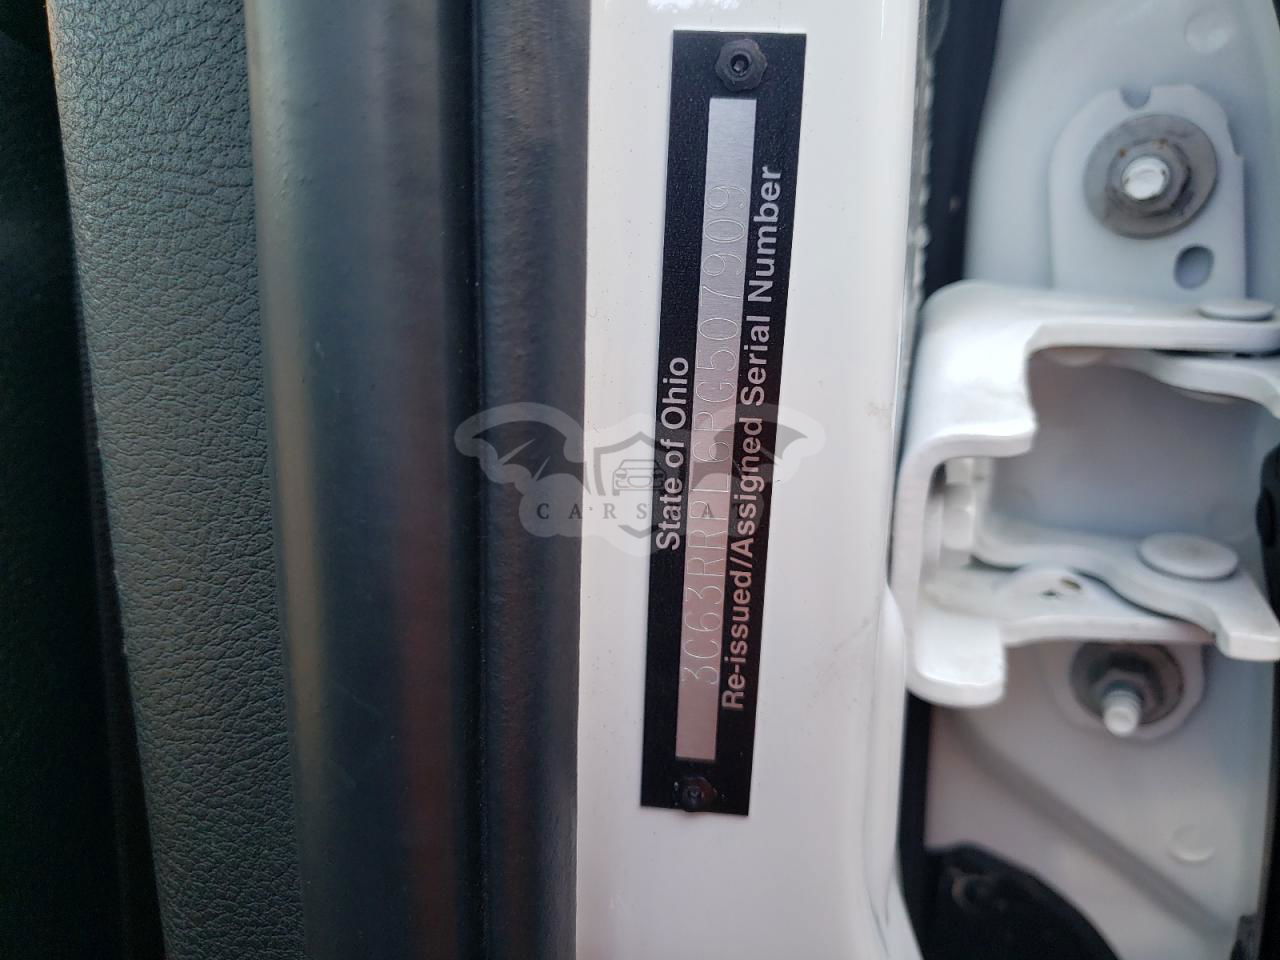 State of Ohio
3C63RRPL6PG507909
Re-issued/Assigned Serial Number